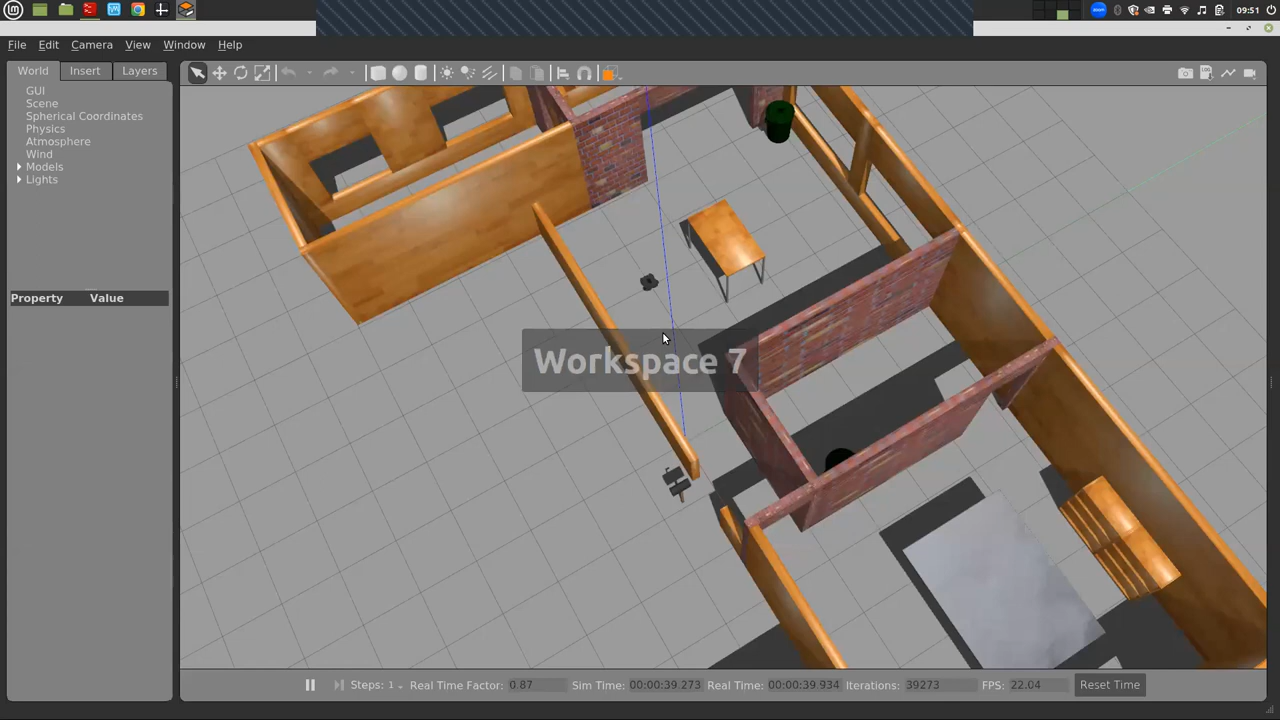 09:51
File Edit Camera View Window Help
World Insert Layers
GUI
Scene
Spherical Coordinates
Physics
Atmosphere
Wind
Models
Lights
Property Value
Workspace 7
Steps: 1 Real Time Factor: 0.87 Sim Time: 00:00:39.273 Real Time: 00:00:39.934 Iterations: 39273 FPS: 22.04 Reset Time